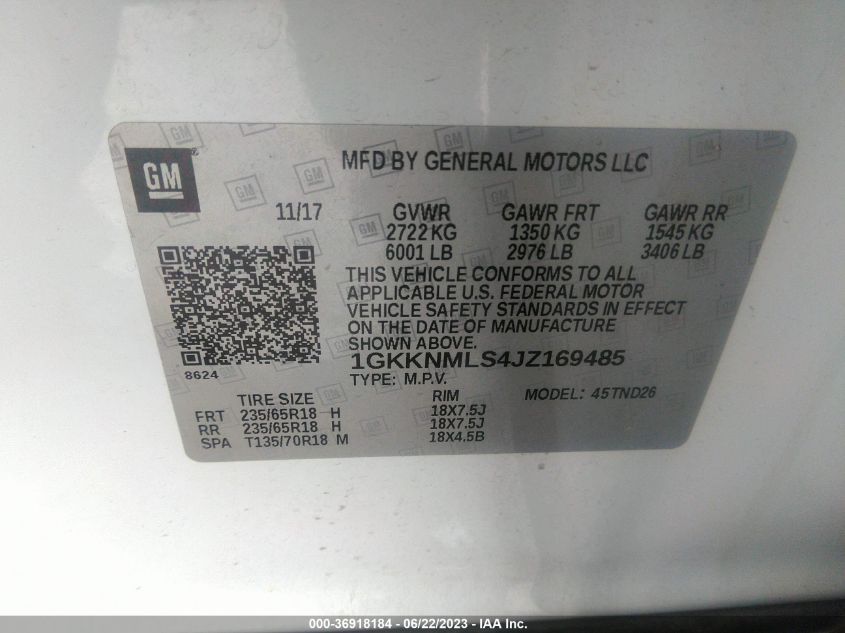 GM
MFD BY GENERAL MOTORS LLC
11/17 GVWR GAWR FRT GAWR RR
2722 KG 1350 KG 1545 KG
6001 LB 2976 LB 3406 LB
THIS VEHICLE CONFORMS TO ALL
APPLICABLE U.S. FEDERAL MOTOR
VEHICLE SAFETY STANDARDS IN EFFECT
ON THE DATE OF MANUFACTURE
SHOWN ABOVE.
8624
1GKKNMLS4JZ169485
TYPE: M.P.V. MODEL: 45TND26
TIRE SIZE RIM
FRT 235/65R18 H 18X7.5J
RR 235/65R18 H 18X7.5J
SPA T135/70R18 M 18X4.5B
000-36918184 - 06/22/2023 - IAAI.COM